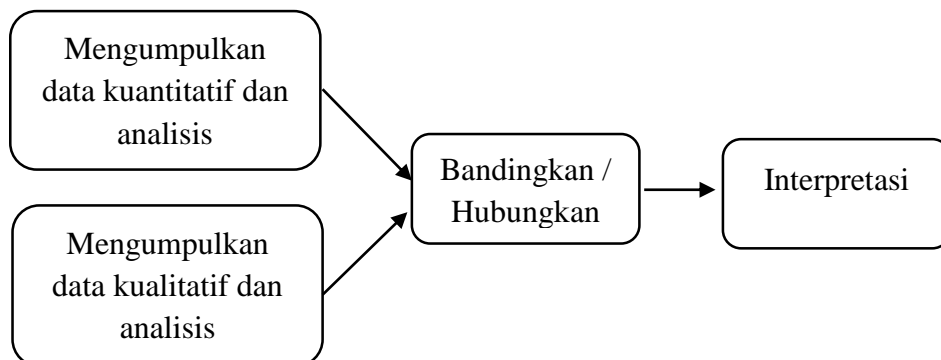 Mengumpulkan
data kuantitatif dan
analisis
Mengumpulkan
data kualitatif dan
analisis
Bandingkan /
Hubungkan
Interpretasi